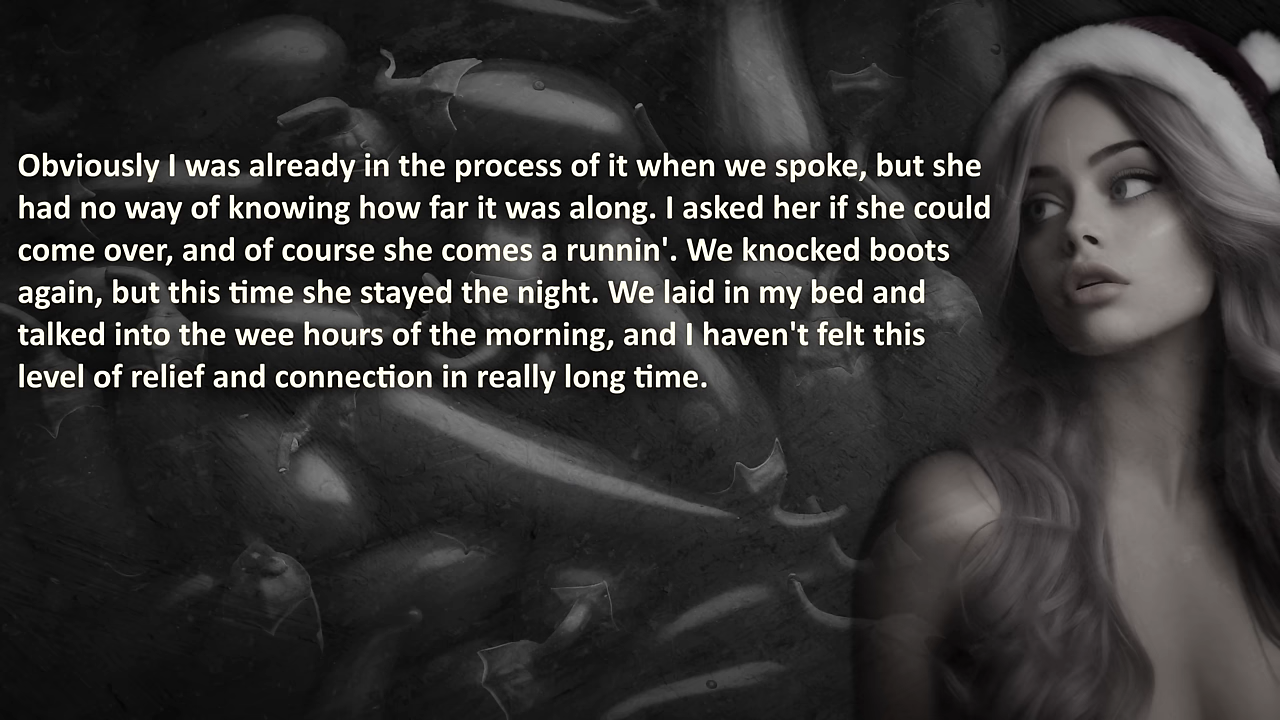 Obviously I was already in the process of it when we spoke, but she
had no way of knowing how far it was along. I asked her if she could
come over, and of course she comes a runnin'. We knocked boots
again, but this time she stayed the night. We laid in my bed and
talked into the wee hours of the morning, and I haven't felt this
level of relief and connection in really long time.